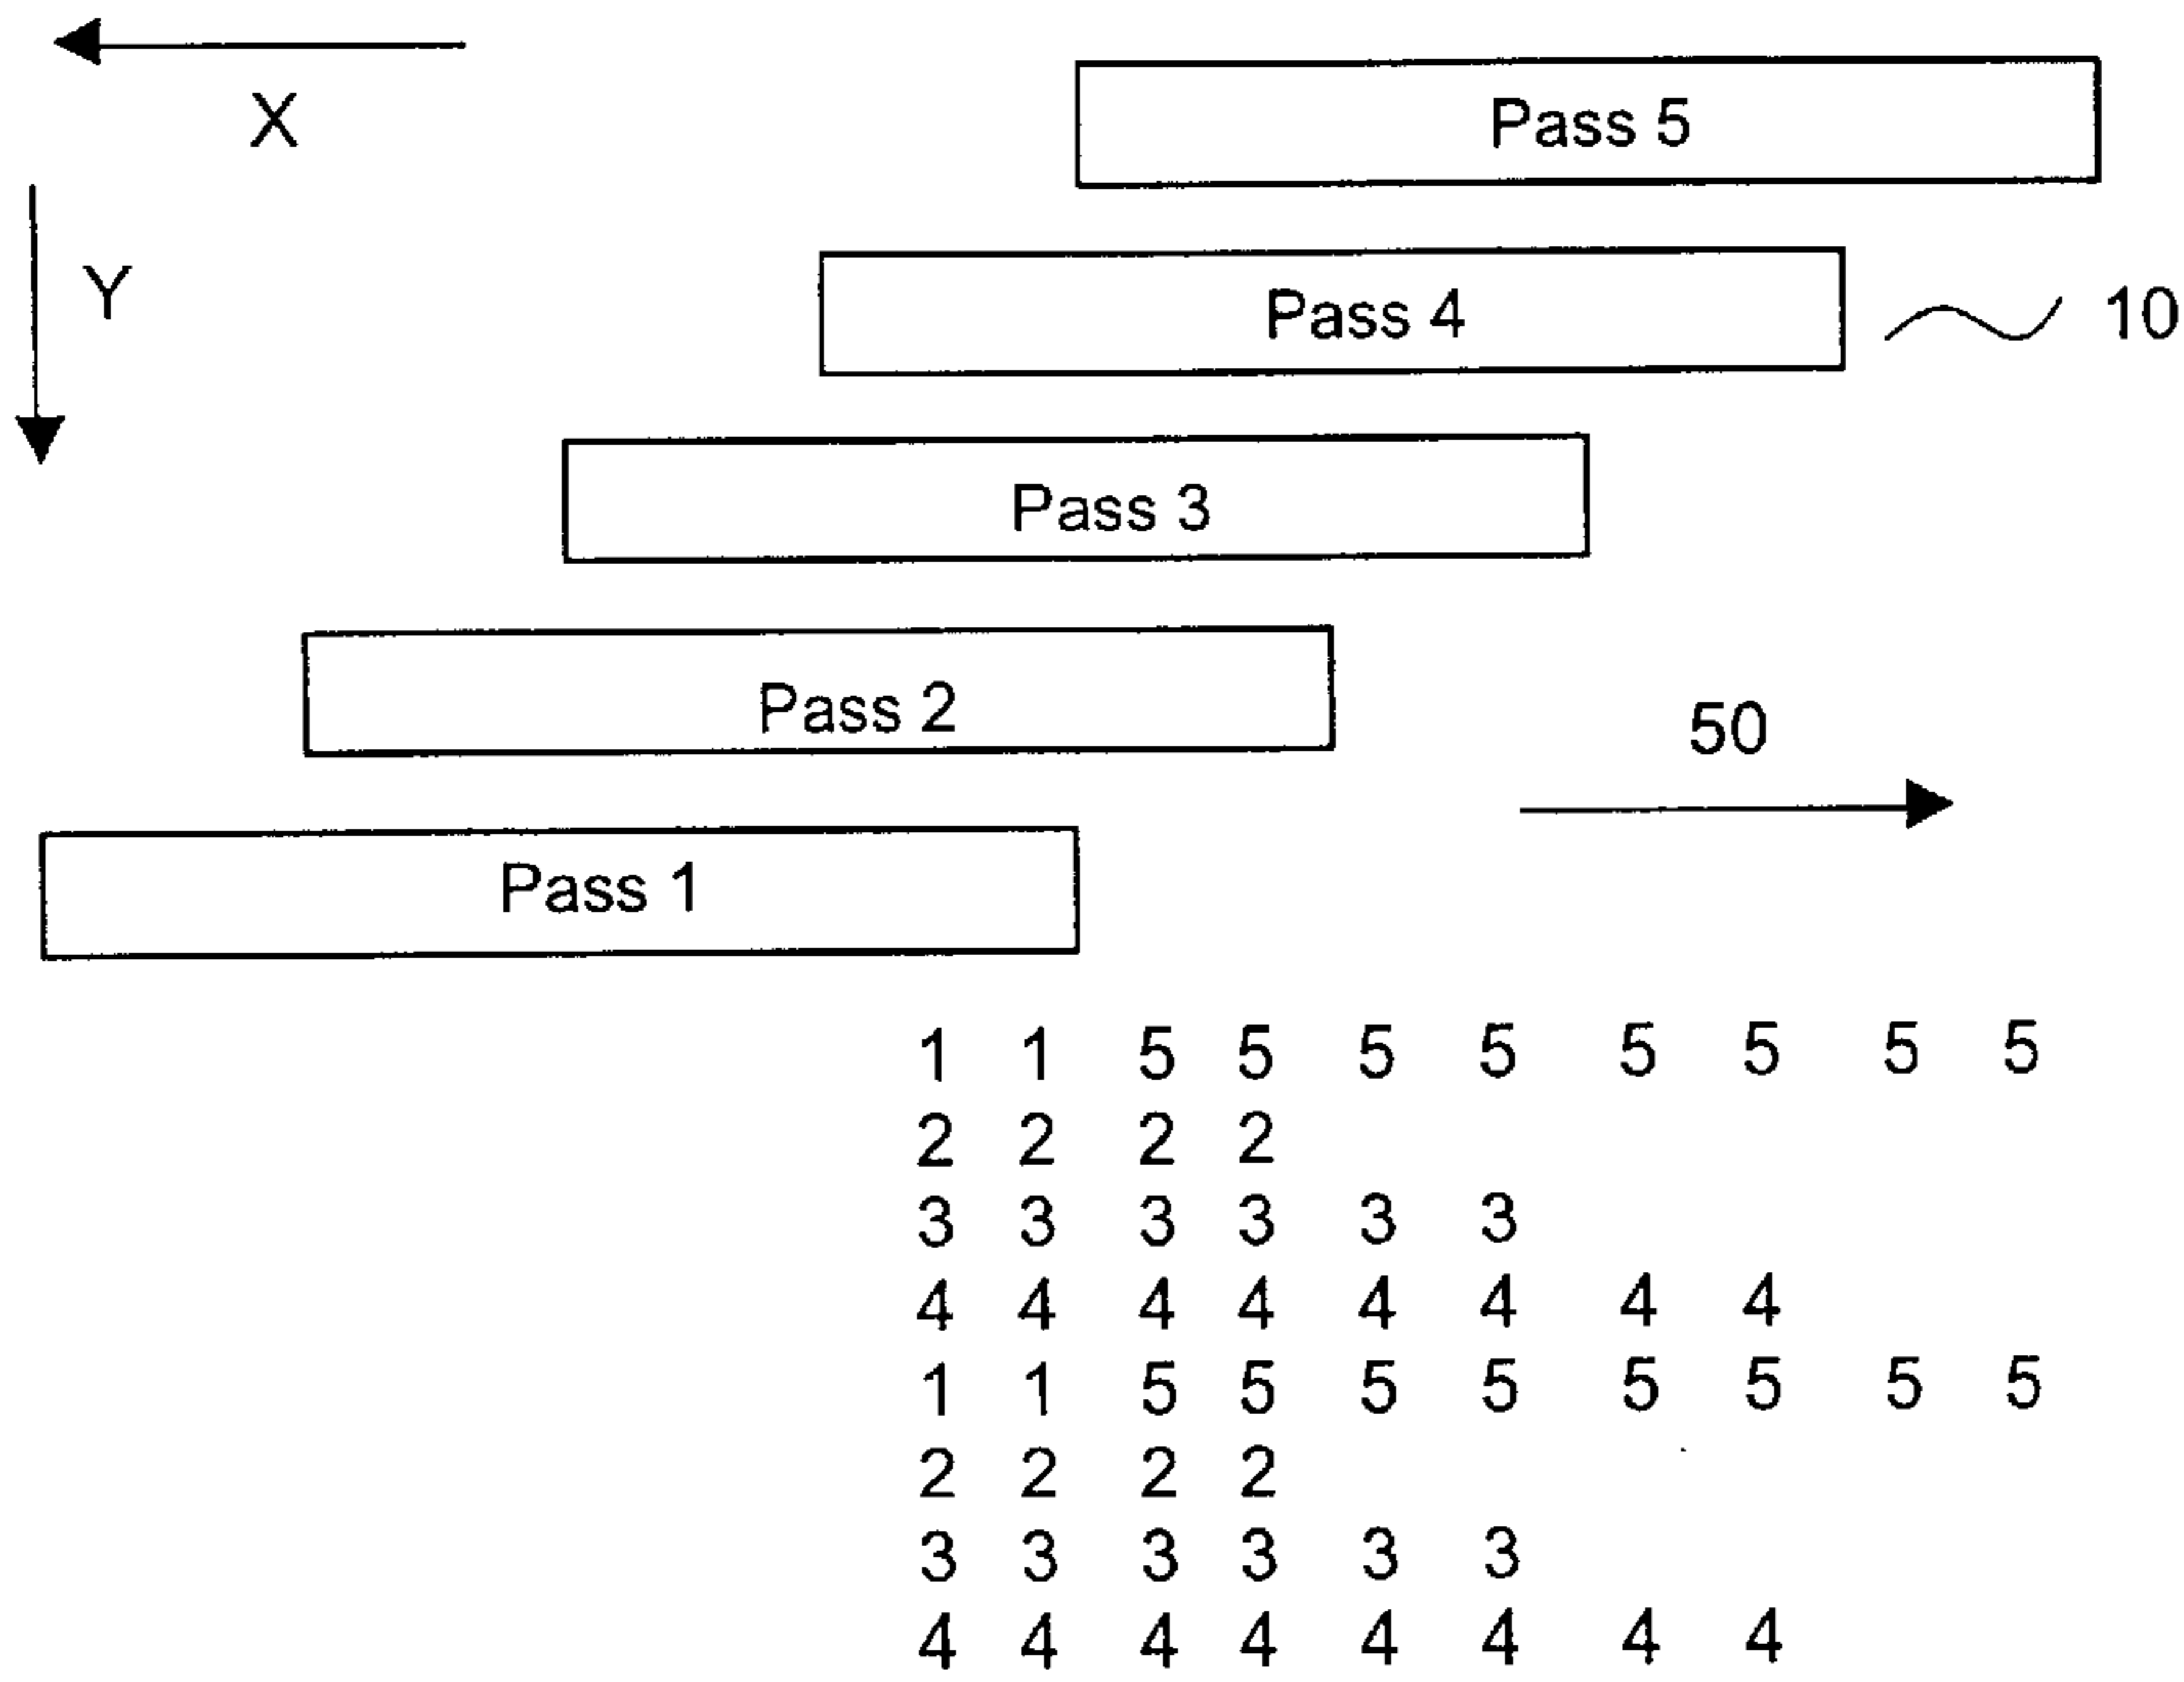 X
Pass 5
Y
Pass 4 10
Pass 3
Pass 2
50
Pass 1
1 1 5 5 5 5 5 5 5 5
2 2 2 2
3 3 3 3 3 3
4 4 4 4 4 4 4 4
1 1 5 5 5 5 5 5 5 5
2 2 2 2
3 3 3 3 3 3
4 4 4 4 4 4 4 4